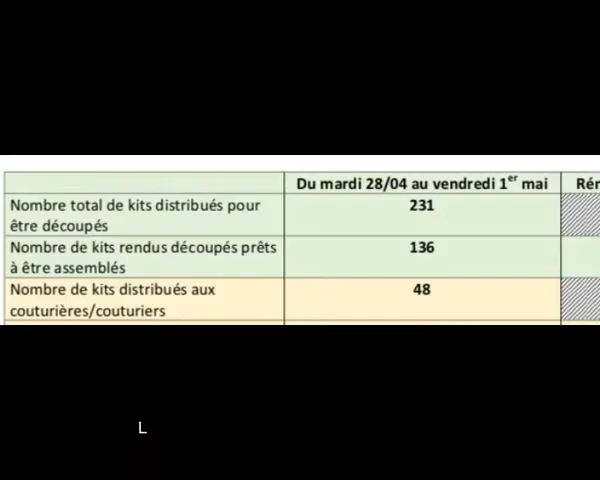 Du mardi 28/04 au vendredi 1er mai
Nombre total de kits distribués pour
être découpés
231
Nombre de kits rendus découpés prêts
à être assemblés
136
Nombre de kits distribués aux
couturières/couturiers
48
L